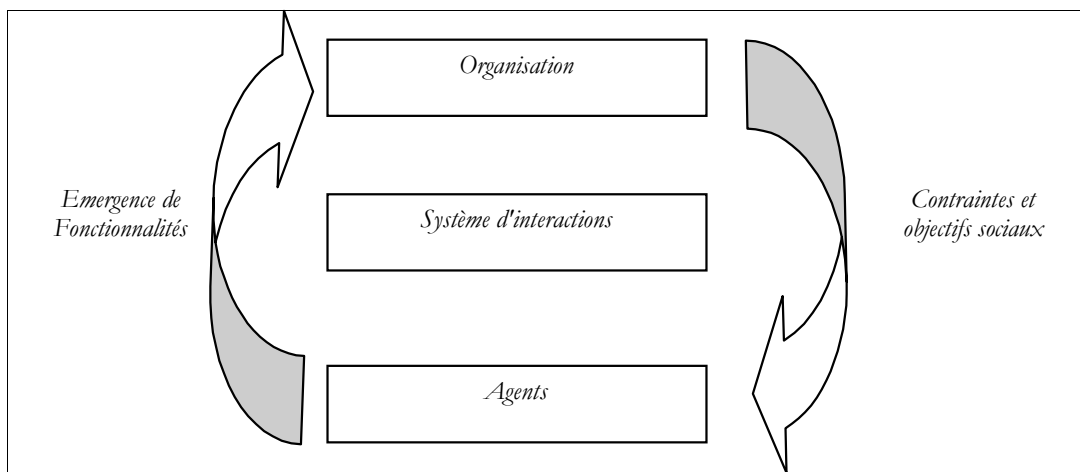 Organisation
Emergence de
Fonctionnalités
Système d'interactions
Contraintes et
objectifs sociaux
Agents